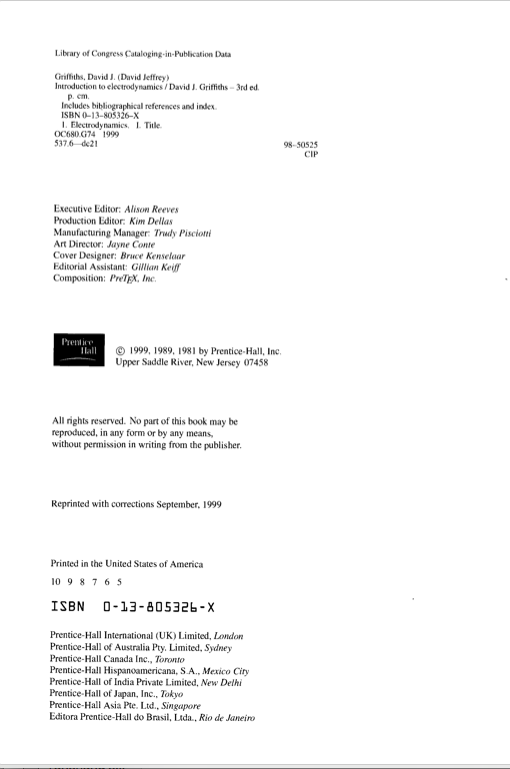 Library of Congress Cataloging-in-Publication Data
Griffiths, David J. (David Jeffrey)
Introduction to electrodynamics / David J. Griffiths – 3rd ed.
p. cm.
Includes bibliographical references and index.
ISBN 0–13–805326–X
1. Electrodynamics. I. Title.
OC680.G74 1999
537.6—dc21 98–50525
CIP
Executive Editor: Alison Reeves
Production Editor: Kim Dellas
Manufacturing Manager: Trudy Pisciotti
Art Director: Jayne Conte
Cover Designer: Bruce Kenselaar
Editorial Assistant: Gillian Keiff
Composition: PreTEX, Inc.
Prentice
Hall
© 1999, 1989, 1981 by Prentice-Hall, Inc.
Upper Saddle River, New Jersey 07458
All rights reserved. No part of this book may be
reproduced, in any form or by any means,
without permission in writing from the publisher.
Reprinted with corrections September, 1999
Printed in the United States of America
10 9 8 7 6 5
ISBN 0-13-805326-X
Prentice-Hall International (UK) Limited, London
Prentice-Hall of Australia Pty. Limited, Sydney
Prentice-Hall Canada Inc., Toronto
Prentice-Hall Hispanoamericana, S.A., Mexico City
Prentice-Hall of India Private Limited, New Delhi
Prentice-Hall of Japan, Inc., Tokyo
Prentice-Hall Asia Pte. Ltd., Singapore
Editora Prentice-Hall do Brasil, Ltda., Rio de Janeiro